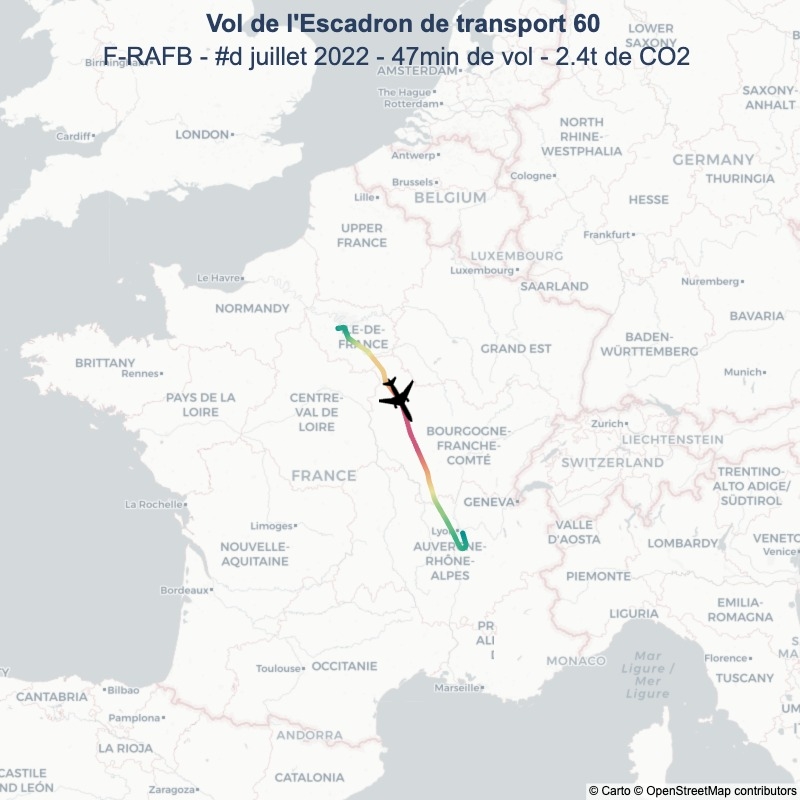 Vol de l'Escadron de transport 60
F-RAFB - #d juillet 2022 - 47min de vol - 2.4t de CO2
LOWER
SAXONY
Birmingham
AMSTERDAM
The Hague
Rotterdam
SAXONY-
ANHALT
Cardiff
LONDON
NORTH
RHINE-
WESTPHALIA
Antwerp
GERMANY
Brussels
Cologne
THURINGIA
Lille
BELGIUM
HESSE
UPPER
FRANCE
Frankfurt
LUXEMBOURG
Luxembourg
Le Havre
SAARLAND
Nuremberg
NORMANDY
BAVARIA
ILE-DE-
FRANCE
GRAND EST
BADEN-
WÜRTTEMBERG
BRITTANY
Rennes
Munich
PAYS DE LA
LOIRE
CENTRE-
VAL DE
LOIRE
BOURGOGNE-
FRANCHE-
COMTÉ
Zürich
LIECHTENSTEIN
SWITZERLAND
FRANCE
TRENTINO-
ALTO ADIGE/
SÜDTIROL
La Rochelle
GENEVA
Limoges
Lyon
VALLE
D'AOSTA
LOMBARDY
VENETO
Venice
NOUVELLE-
AQUITAINE
AUVERGNE-
RHÔNE-
ALPES
PIEMONTE
Bordeaux
EMILIA-
ROMAGNA
LIGURIA
PR
ALI
Toulouse
OCCITANIE
MONACO
Mar
Ligure /
Mer
Ligure
Florence
TUSCANY
Marseille
CANTABRIA
Bilbao
Pamplona
ANDORRA
LA RIOJA
CASTILE
ND LEÓN
CATALONIA
Zaragoza
UM
© Carto © OpenStreetMap contributors